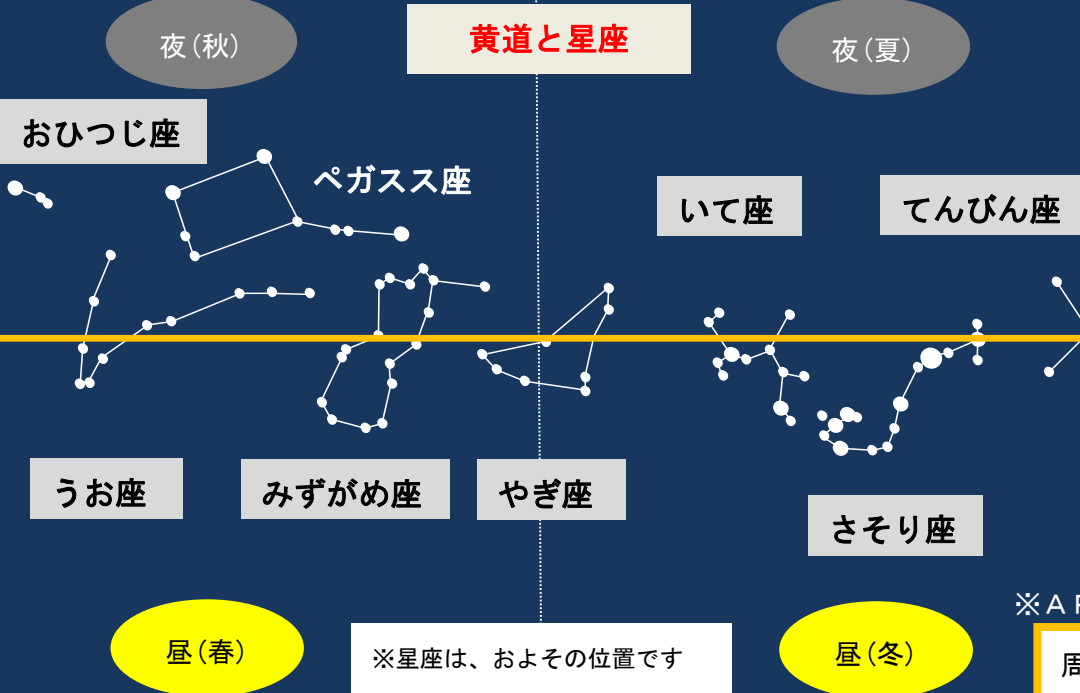 夜（秋）
黄道と星座
夜（夏）
おひつじ座
ペガスス座
いて座
てんびん座
うお座
みずがめ座
やぎ座
さそり座
※Ａ
昼（春）
※星座は、およその位置です
昼（冬）
周